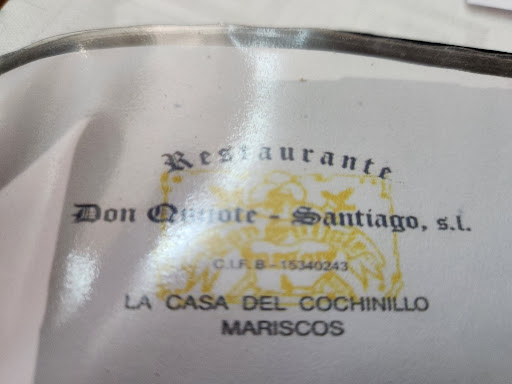 Restaurante
Don Quijote - Santiago, s.l.
C.I.F. B - 15340243
LA CASA DEL COCHINILLO
MARISCOS